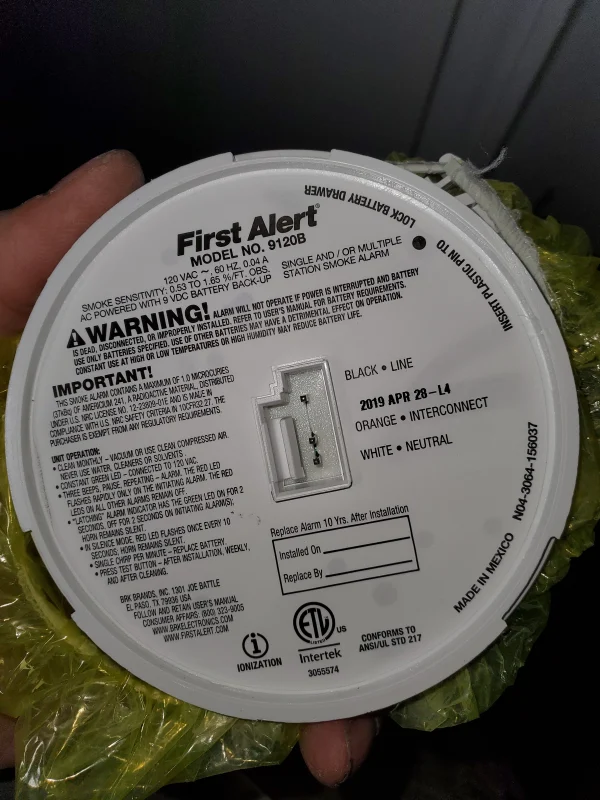 LOCK BATTERY DRAWER
INSERT PLASTIC PIN TO
First Alert®
MODEL NO. 9120B
120 VAC ~, 60 HZ, 0.04 A
SMOKE SENSITIVITY: 0.53 TO 1.65 %/FT. OBS.
AC POWERED WITH 9 VDC BATTERY BACK-UP
SINGLE AND / OR MULTIPLE
STATION SMOKE ALARM
WARNING! ALARM WILL NOT OPERATE IF POWER IS INTERRUPTED AND BATTERY
IS DEAD, DISCONNECTED, OR IMPROPERLY INSTALLED. REFER TO USER'S MANUAL FOR BATTERY REQUIREMENTS.
USE ONLY BATTERIES SPECIFIED. USE OF OTHER BATTERIES MAY HAVE A DETRIMENTAL EFFECT ON OPERATION.
CONSTANT USE AT HIGH OR LOW TEMPERATURES OR HIGH HUMIDITY MAY REDUCE BATTERY LIFE.
IMPORTANT!
THIS SMOKE ALARM CONTAINS A MAXIMUM OF 1.0 MICROCURIES
(37kBq) OF AMERICIUM 241, A RADIOACTIVE MATERIAL, DISTRIBUTED
UNDER U.S. NRC LICENSE NO. 12-23809-01E AND IS MADE IN
COMPLIANCE WITH U.S. NRC SAFETY CRITERIA IN 10CFR32.27. THE
PURCHASER IS EXEMPT FROM ANY REGULATORY REQUIREMENTS.
UNIT OPERATION:
• CLEAN MONTHLY – VACUUM OR USE CLEAN COMPRESSED AIR.
NEVER USE WATER, CLEANERS OR SOLVENTS.
• CONSTANT GREEN LED – CONNECTED TO 120 VAC.
• THREE BEEPS, PAUSE, REPEATING – ALARM. THE RED LED
FLASHES RAPIDLY ONLY ON THE INITIATING ALARM. THE RED
LEDS ON ALL OTHER ALARMS REMAIN OFF.
• "LATCHING" ALARM INDICATOR HAS THE GREEN LED ON FOR 2
SECONDS, OFF FOR 2 SECONDS ON INITIATING ALARM(S);
HORN REMAINS SILENT.
• IN SILENCE MODE: RED LED FLASHES ONCE EVERY 10
SECONDS, HORN REMAINS SILENT.
• SINGLE CHIRP PER MINUTE – REPLACE BATTERY.
• PRESS TEST BUTTON – AFTER INSTALLATION, WEEKLY,
AND AFTER CLEANING.
BRK BRANDS, INC. 1301 JOE BATTLE
EL PASO, TX 79936 USA
FOLLOW AND RETAIN USER'S MANUAL
CONSUMER AFFAIRS: (800) 323-9005
WWW.BRKELECTRONICS.COM
WWW.FIRSTALERT.COM
BLACK • LINE
2019 APR 28-L4
ORANGE • INTERCONNECT
WHITE • NEUTRAL
Replace Alarm 10 Yrs. After Installation
Installed On
Replace By
i
IONIZATION
ETL
LISTED
US
Intertek
3055574
CONFORMS TO
ANSI/UL STD 217
MADE IN MEXICO
N04-3064-156037